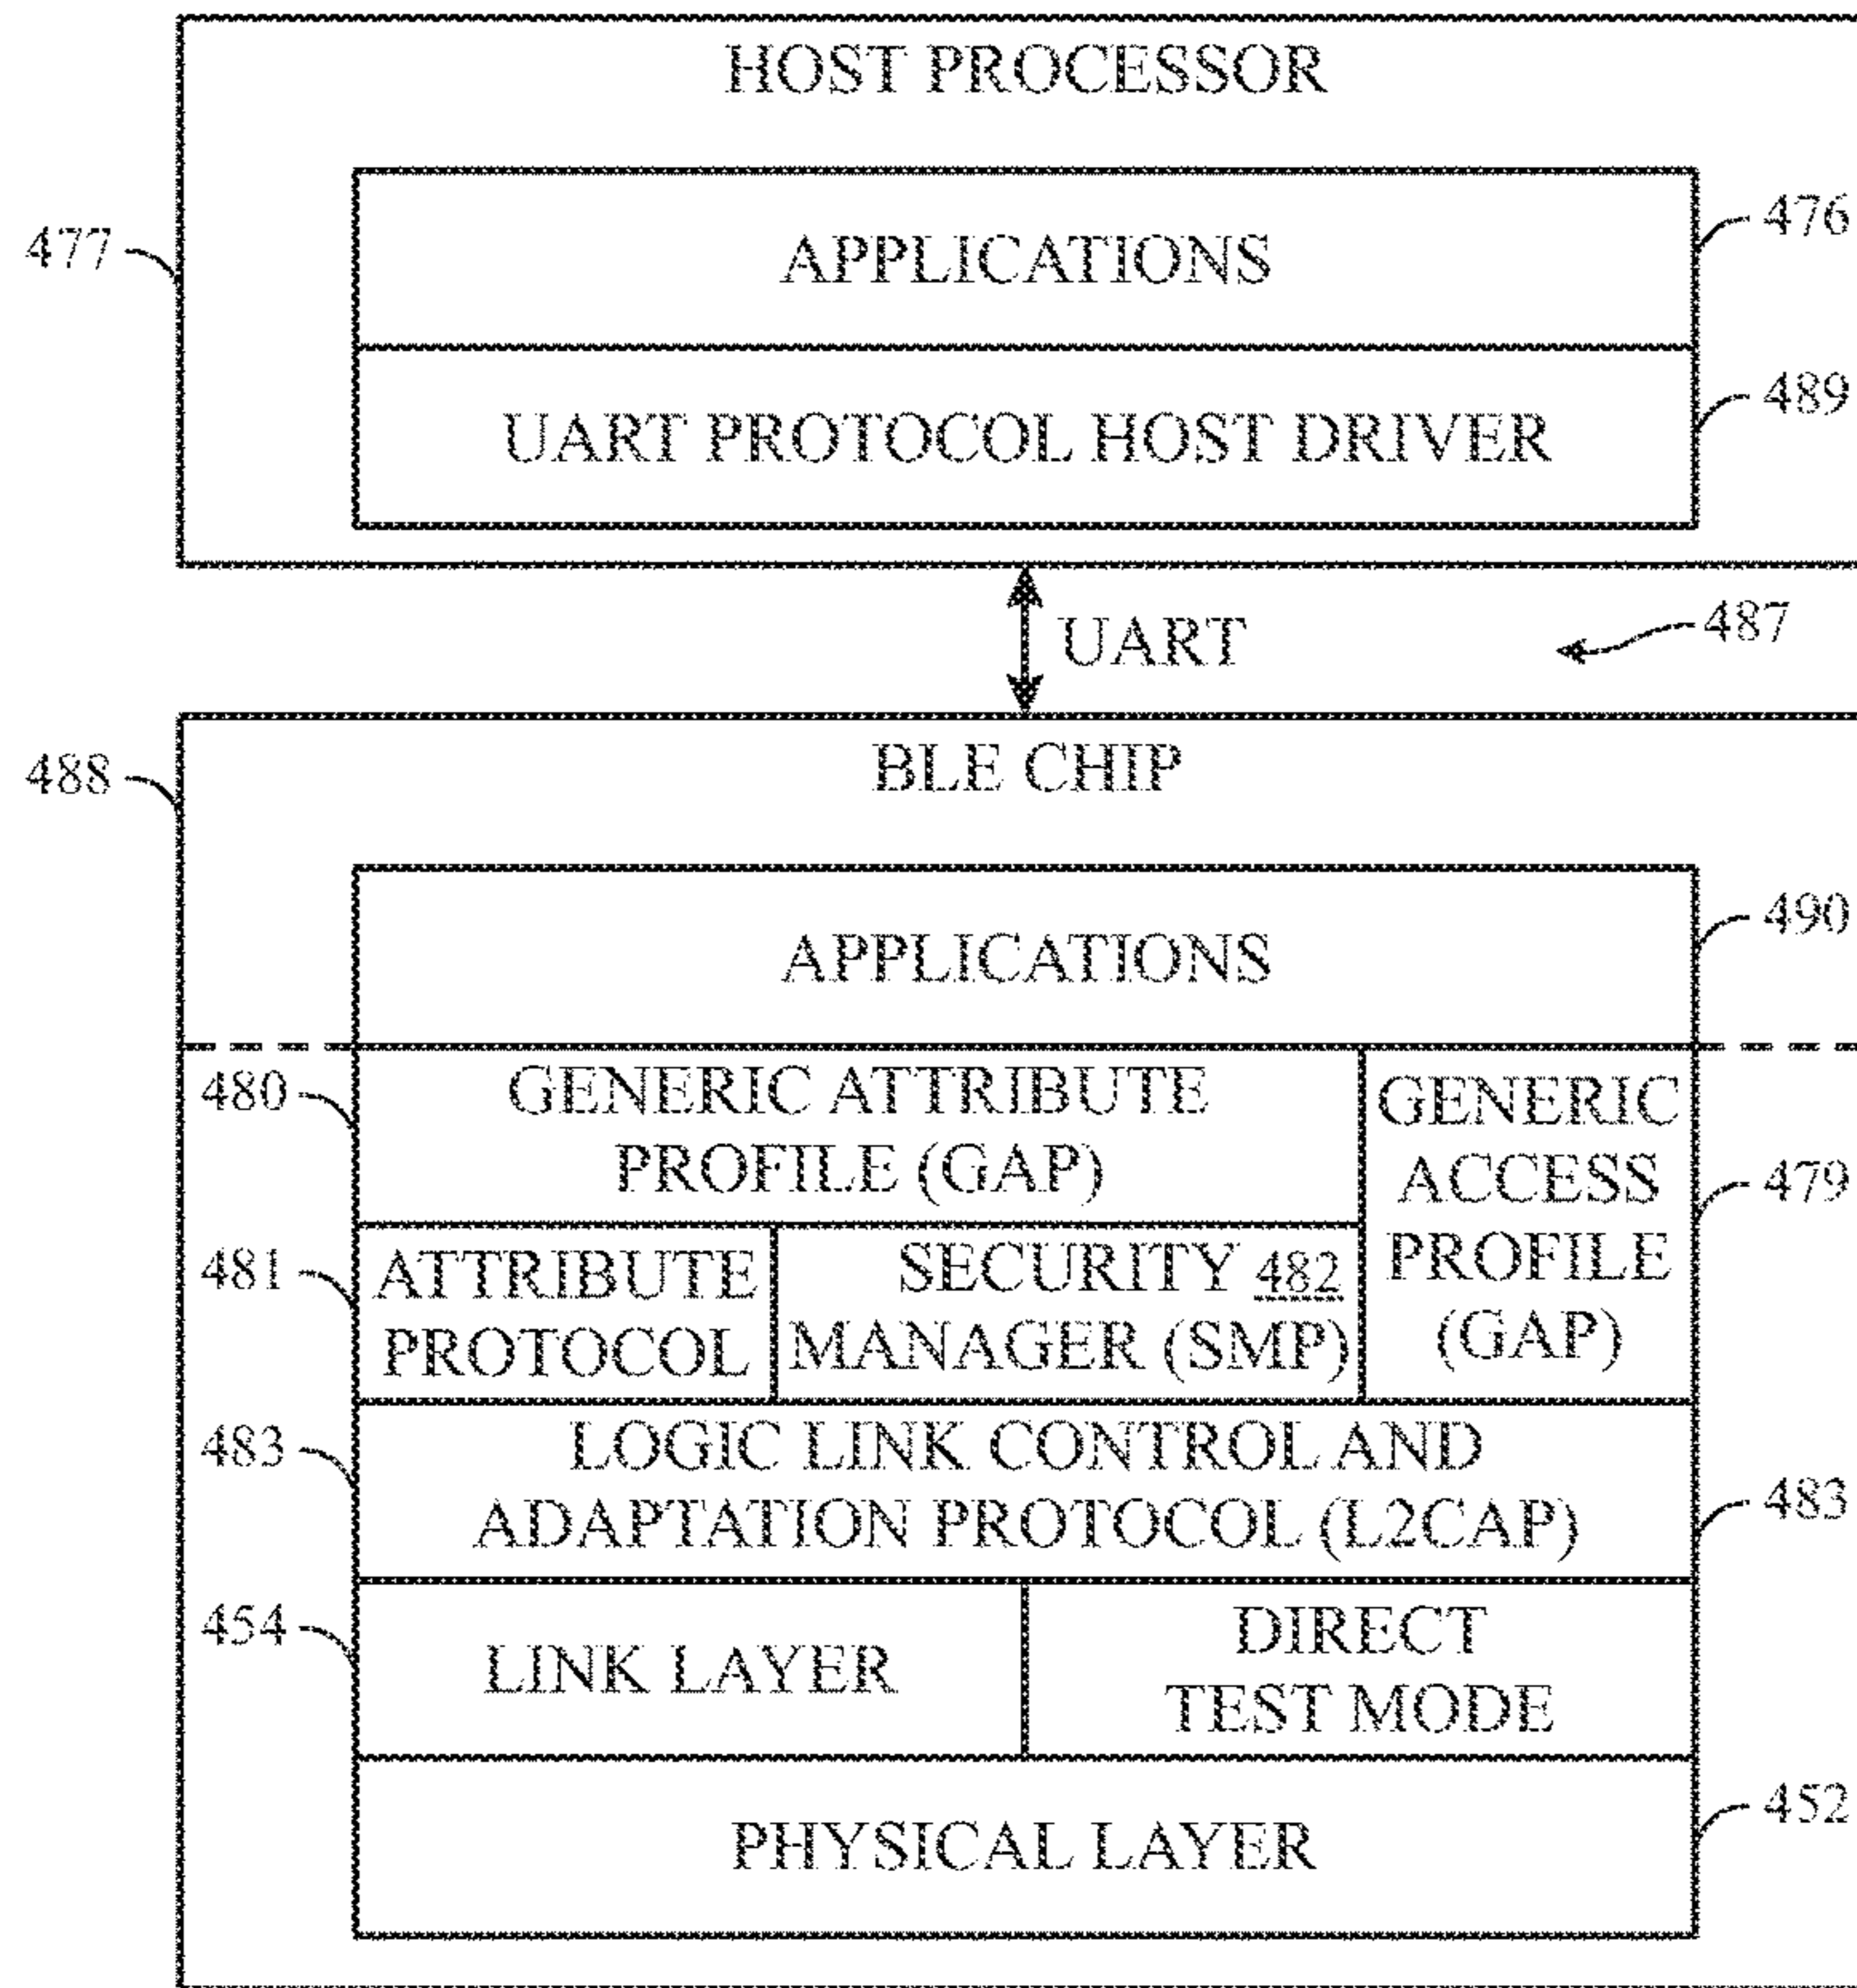 HOST PROCESSOR
477
APPLICATIONS
476
UART PROTOCOL HOST DRIVER
489
UART
487
488
BLE CHIP
APPLICATIONS
490
480
GENERIC ATTRIBUTE
PROFILE (GAP)
GENERIC
ACCESS
PROFILE
(GAP)
479
481
ATTRIBUTE
PROTOCOL
SECURITY 482
MANAGER (SMP)
483
LOGIC LINK CONTROL AND
ADAPTATION PROTOCOL (L2CAP)
483
454
LINK LAYER
DIRECT
TEST MODE
PHYSICAL LAYER
452